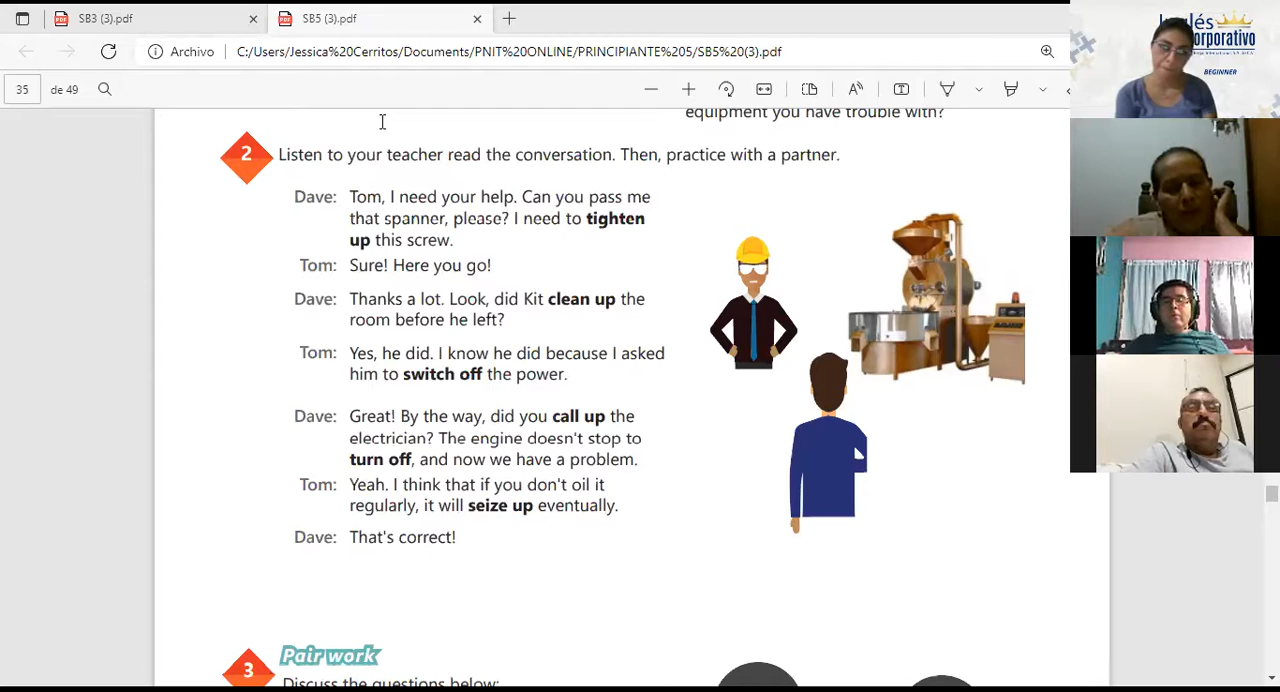 SB3 (3).pdf
SB5 (3).pdf
Archivo
C:/Users/Jessica%20Cerritos/Documents/PNIT%20ONLINE/PRINCIPIANTE%205/SB5%20(3).pdf
35
de 49
equipment you have trouble with?
2
Listen to your teacher read the conversation. Then, practice with a partner.
Dave: Tom, I need your help. Can you pass me
that spanner, please? I need to tighten
up this screw.
Tom: Sure! Here you go!
Dave: Thanks a lot. Look, did Kit clean up the
room before he left?
Tom: Yes, he did. I know he did because I asked
him to switch off the power.
Dave: Great! By the way, did you call up the
electrician? The engine doesn't stop to
turn off, and now we have a problem.
Tom: Yeah. I think that if you don't oil it
regularly, it will seize up eventually.
Dave: That's correct!
3
Pair work
Discuss the questions below:
BEGINNER